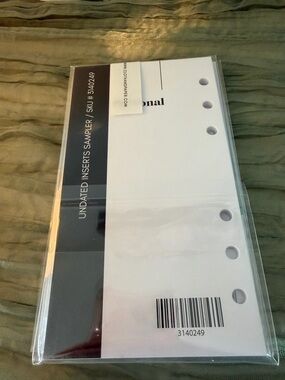 onal
UNDATED INSERTS SAMPLER / SKU # 3140249
3140249